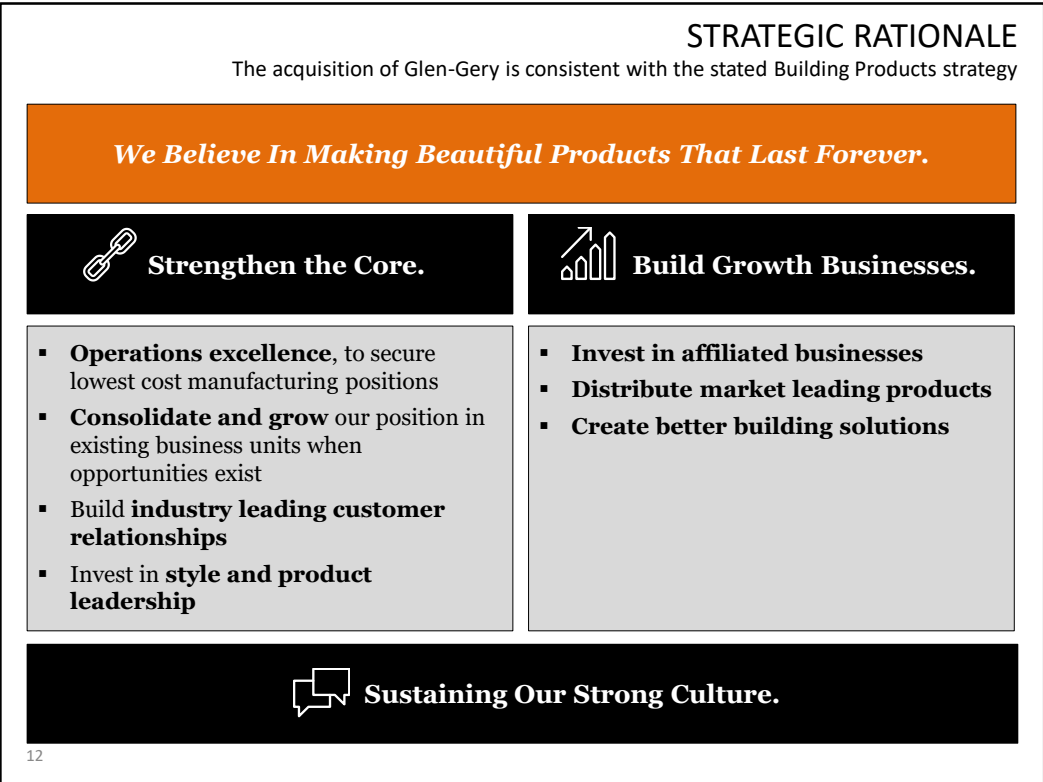 STRATEGIC RATIONALE
The acquisition of Glen-Gery is consistent with the stated Building Products strategy
We Believe In Making Beautiful Products That Last Forever.
Strengthen the Core.
▪ Operations excellence, to secure
lowest cost manufacturing positions
▪ Consolidate and grow our position in
existing business units when
opportunities exist
▪ Build industry leading customer
relationships
▪ Invest in style and product
leadership
Build Growth Businesses.
▪ Invest in affiliated businesses
▪ Distribute market leading products
▪ Create better building solutions
Sustaining Our Strong Culture.
12